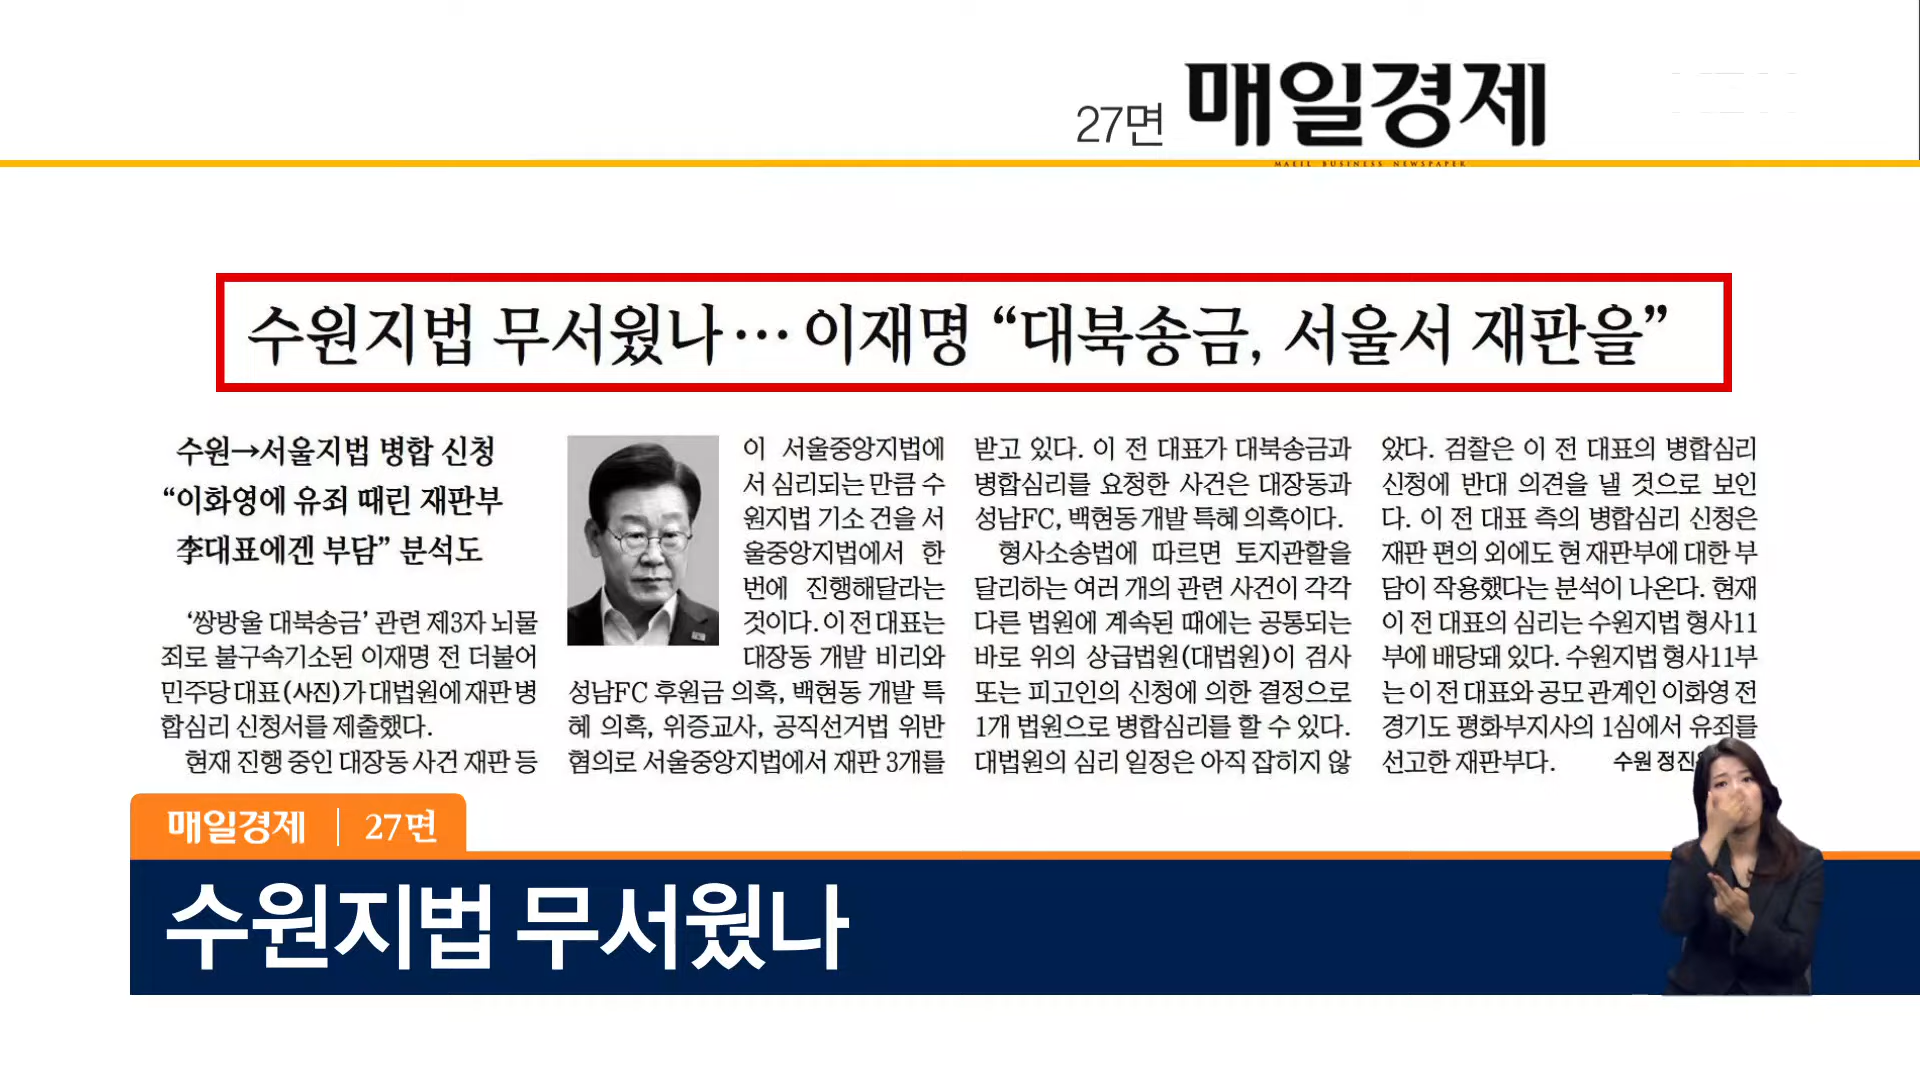 27면 매일경제
MAEIL BUSINESS NEWSPAPER
수원지법 무서웠나… 이재명 “대북송금, 서울서 재판을”
수원→서울지법 병합 신청
“이화영에 유죄 때린 재판부
李대표에겐 부담” 분석도
‘쌍방울 대북송금’ 관련 제3자 뇌물
죄로 불구속기소된 이재명 전 더불어
민주당 대표(사진)가 대법원에 재판 병
합심리 신청서를 제출했다.
현재 진행 중인 대장동 사건 재판 등
이 서울중앙지법에
서 심리되는 만큼 수
원지법 기소 건을 서
울중앙지법에서 한
번에 진행해달라는
것이다. 이 전 대표는
대장동 개발 비리와
성남FC 후원금 의혹, 백현동 개발 특
혜 의혹, 위증교사, 공직선거법 위반
혐의로 서울중앙지법에서 재판 3개를
받고 있다. 이 전 대표가 대북송금과
병합심리를 요청한 사건은 대장동과
성남FC, 백현동 개발 특혜 의혹이다.
형사소송법에 따르면 토지관할을
달리하는 여러 개의 관련 사건이 각각
다른 법원에 계속된 때에는 공통되는
바로 위의 상급법원(대법원)이 검사
또는 피고인의 신청에 의한 결정으로
1개 법원으로 병합심리를 할 수 있다.
대법원의 심리 일정은 아직 잡히지 않
았다. 검찰은 이 전 대표의 병합심리
신청에 반대 의견을 낼 것으로 보인
다. 이 전 대표 측의 병합심리 신청은
재판 편의 외에도 현 재판부에 대한 부
담이 작용했다는 분석이 나온다. 현재
이 전 대표의 심리는 수원지법 형사11
부에 배당돼 있다. 수원지법 형사11부
는 이 전 대표와 공모 관계인 이화영 전
경기도 평화부지사의 1심에서 유죄를
선고한 재판부다. 수원 정진
매일경제 27면
수원지법 무서웠나